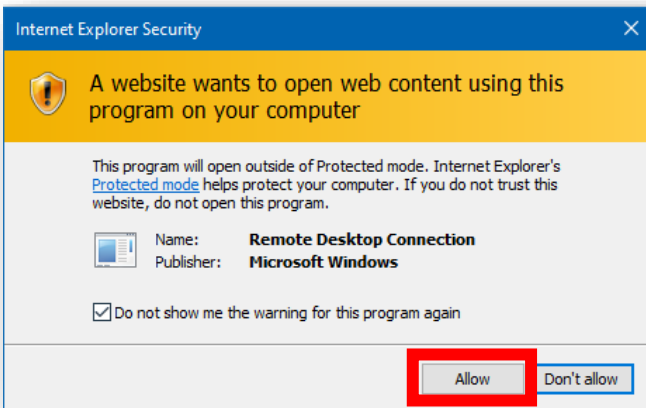 Internet Explorer Security
A website wants to open web content using this
program on your computer
This program will open outside of Protected mode. Internet Explorer's
Protected mode helps protect your computer. If you do not trust this
website, do not open this program.
Name: Remote Desktop Connection
Publisher: Microsoft Windows
Do not show me the warning for this program again
Allow Don't allow